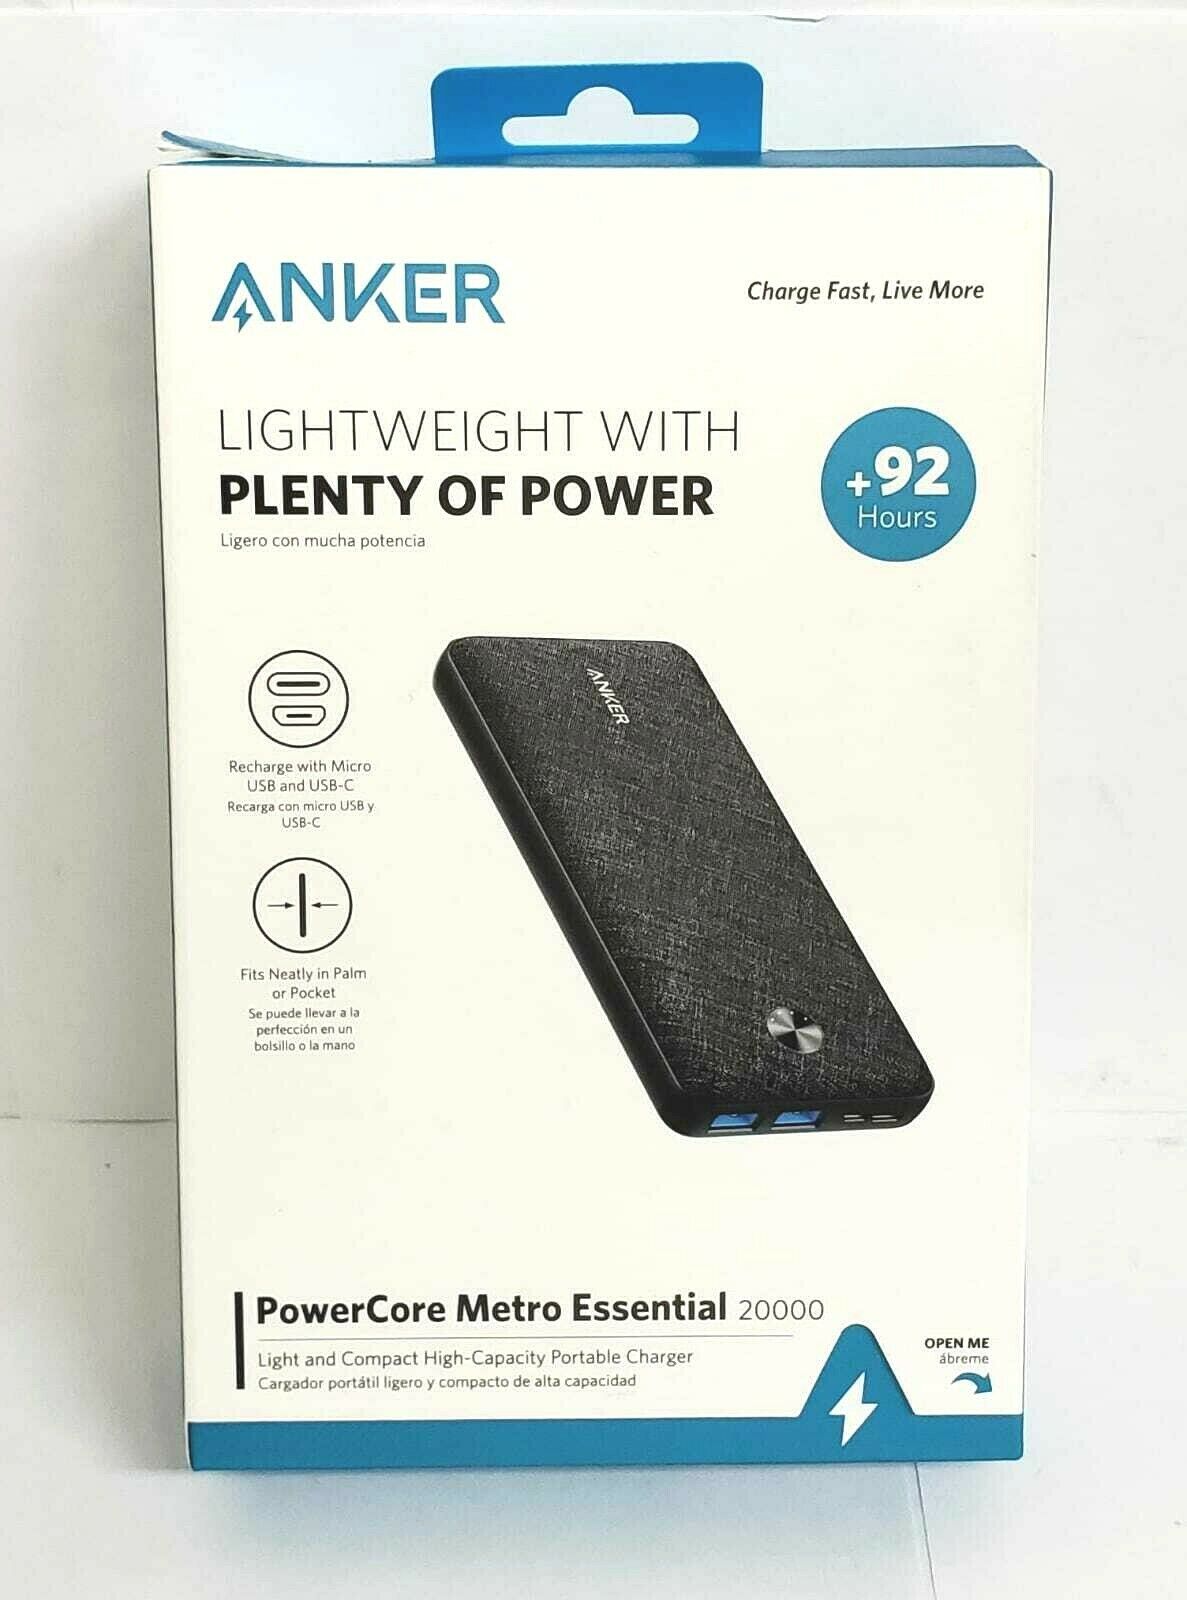 ANKER
Charge Fast, Live More
LIGHTWEIGHT WITH
PLENTY OF POWER
Ligero con mucha potencia
+92
Hours
ANKER
Recharge with Micro
USB and USB-C
Recarga con micro USB y
USB-C
Fits Neatly in Palm
or Pocket
Se puede llevar a la
perfección en un
bolsillo o la mano
PowerCore Metro Essential 20000
Light and Compact High-Capacity Portable Charger
Cargador portátil ligero y compacto de alta capacidad
OPEN ME
ábreme